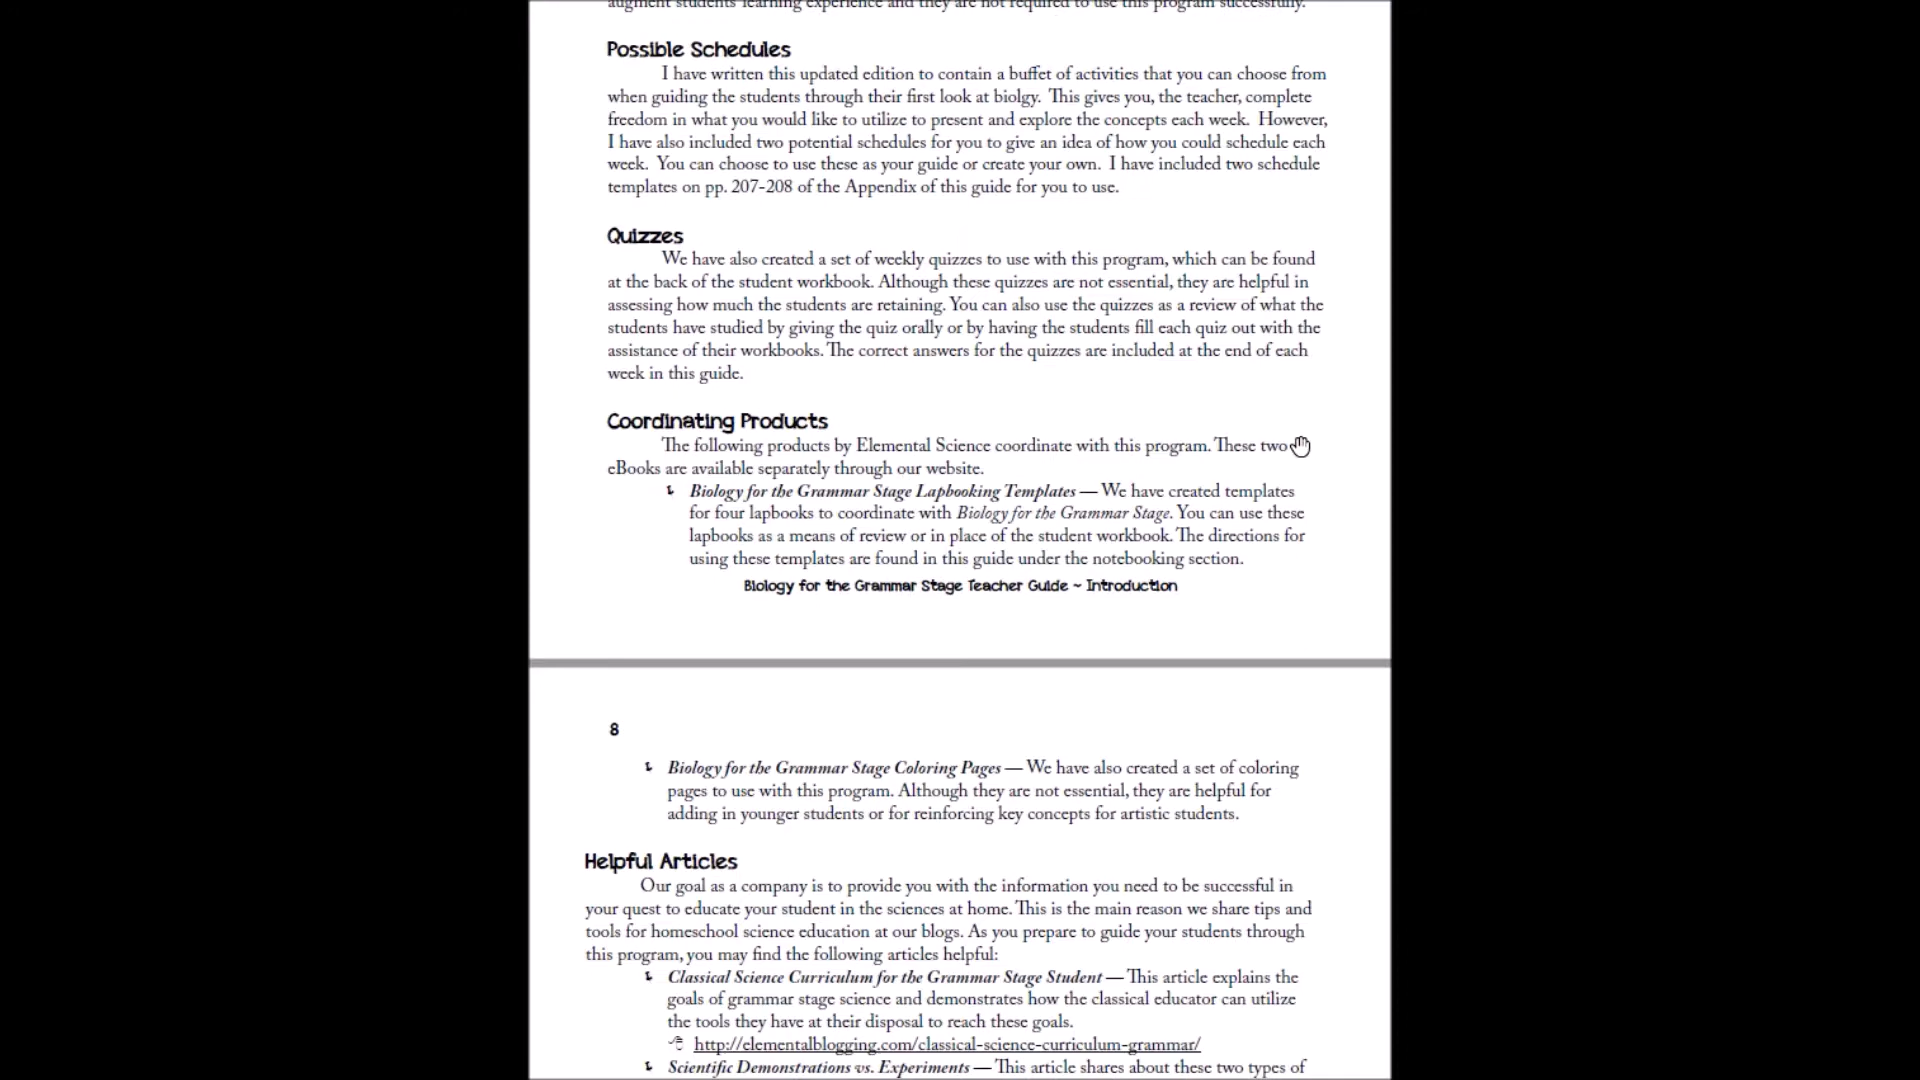 augment students' learning experience and they are not required to use this program successfully.
Possible Schedules
I have written this updated edition to contain a buffet of activities that you can choose from
when guiding the students through their first look at biolgy. This gives you, the teacher, complete
freedom in what you would like to utilize to present and explore the concepts each week. However,
I have also included two potential schedules for you to give an idea of how you could schedule each
week. You can choose to use these as your guide or create your own. I have included two schedule
templates on pp. 207-208 of the Appendix of this guide for you to use.
Quizzes
We have also created a set of weekly quizzes to use with this program, which can be found
at the back of the student workbook. Although these quizzes are not essential, they are helpful in
assessing how much the students are retaining. You can also use the quizzes as a review of what the
students have studied by giving the quiz orally or by having the students fill each quiz out with the
assistance of their workbooks. The correct answers for the quizzes are included at the end of each
week in this guide.
Coordinating Products
The following products by Elemental Science coordinate with this program. These two
eBooks are available separately through our website.
Biology for the Grammar Stage Lapbooking Templates — We have created templates
for four lapbooks to coordinate with Biology for the Grammar Stage. You can use these
lapbooks as a means of review or in place of the student workbook. The directions for
using these templates are found in this guide under the notebooking section.
Biology for the Grammar Stage Teacher Guide ~ Introduction
8
Biology for the Grammar Stage Coloring Pages — We have also created a set of coloring
pages to use with this program. Although they are not essential, they are helpful for
adding in younger students or for reinforcing key concepts for artistic students.
Helpful Articles
Our goal as a company is to provide you with the information you need to be successful in
your quest to educate your student in the sciences at home. This is the main reason we share tips and
tools for homeschool science education at our blogs. As you prepare to guide your students through
this program, you may find the following articles helpful:
Classical Science Curriculum for the Grammar Stage Student — This article explains the
goals of grammar stage science and demonstrates how the classical educator can utilize
the tools they have at their disposal to reach these goals.
http://elementalblogging.com/classical-science-curriculum-grammar/
Scientific Demonstrations vs. Experiments — This article shares about these two types of